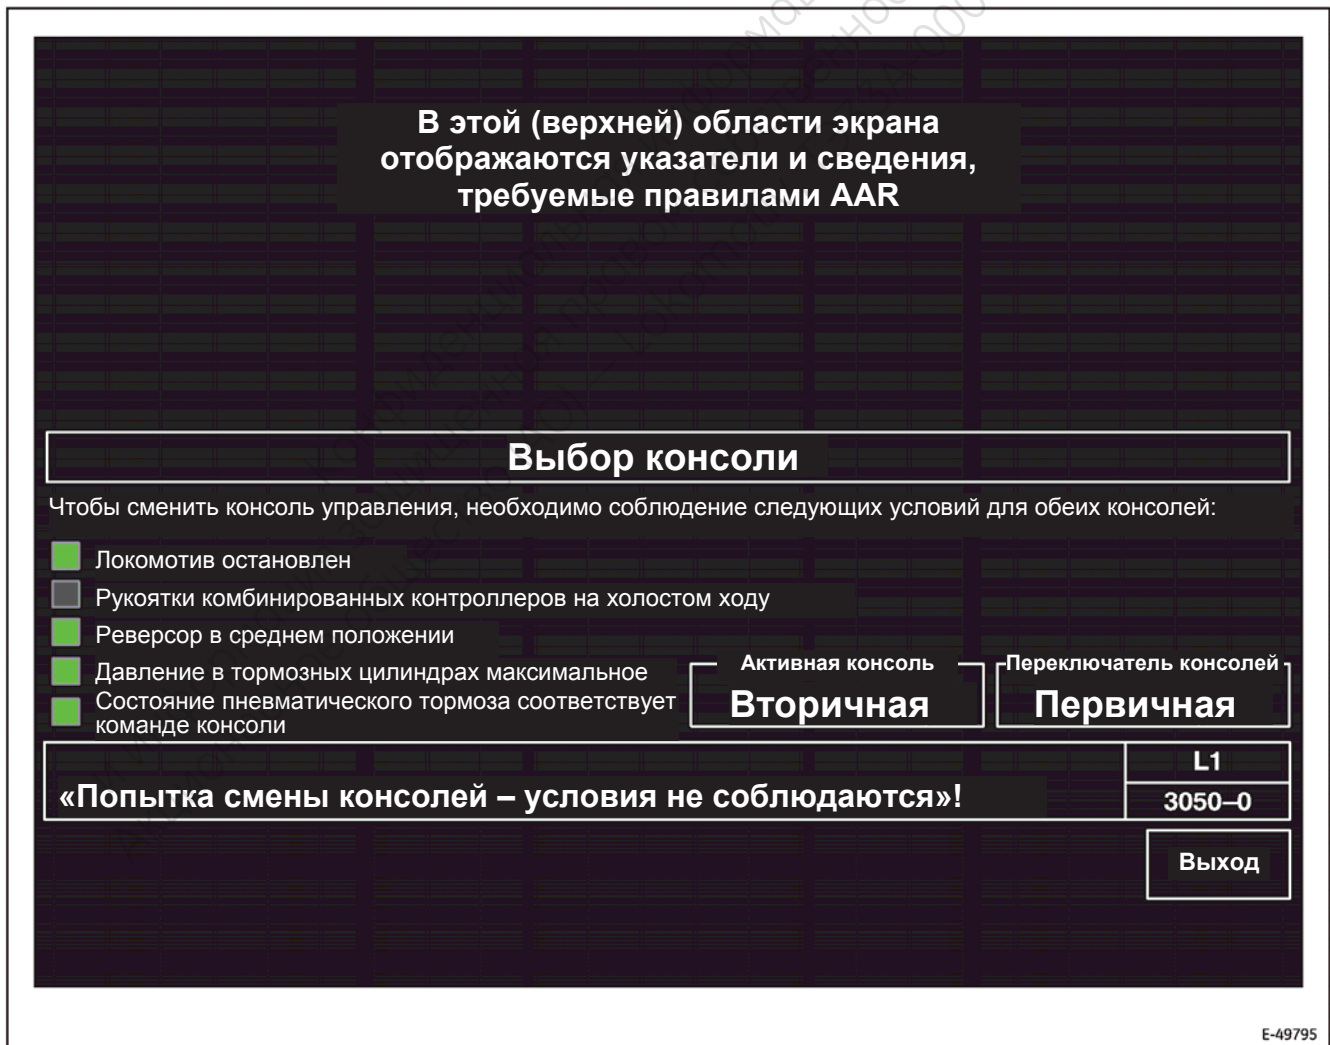 В этой (верхней) области экрана
отображаются указатели и сведения,
требуемые правилами AAR
Выбор консоли
Чтобы сменить консоль управления, необходимо соблюдение следующих условий для обеих консолей:
Локомотив остановлен
Рукоятки комбинированных контроллеров на холостом ходу
Реверсор в среднем положении
Давление в тормозных цилиндрах максимальное
Состояние пневматического тормоза соответствует
команде консоли
Активная консоль
Вторичная
Переключатель консолей
Первичная
«Попытка смены консолей – условия не соблюдаются»!
L1
3050–0
Выход
E-49795